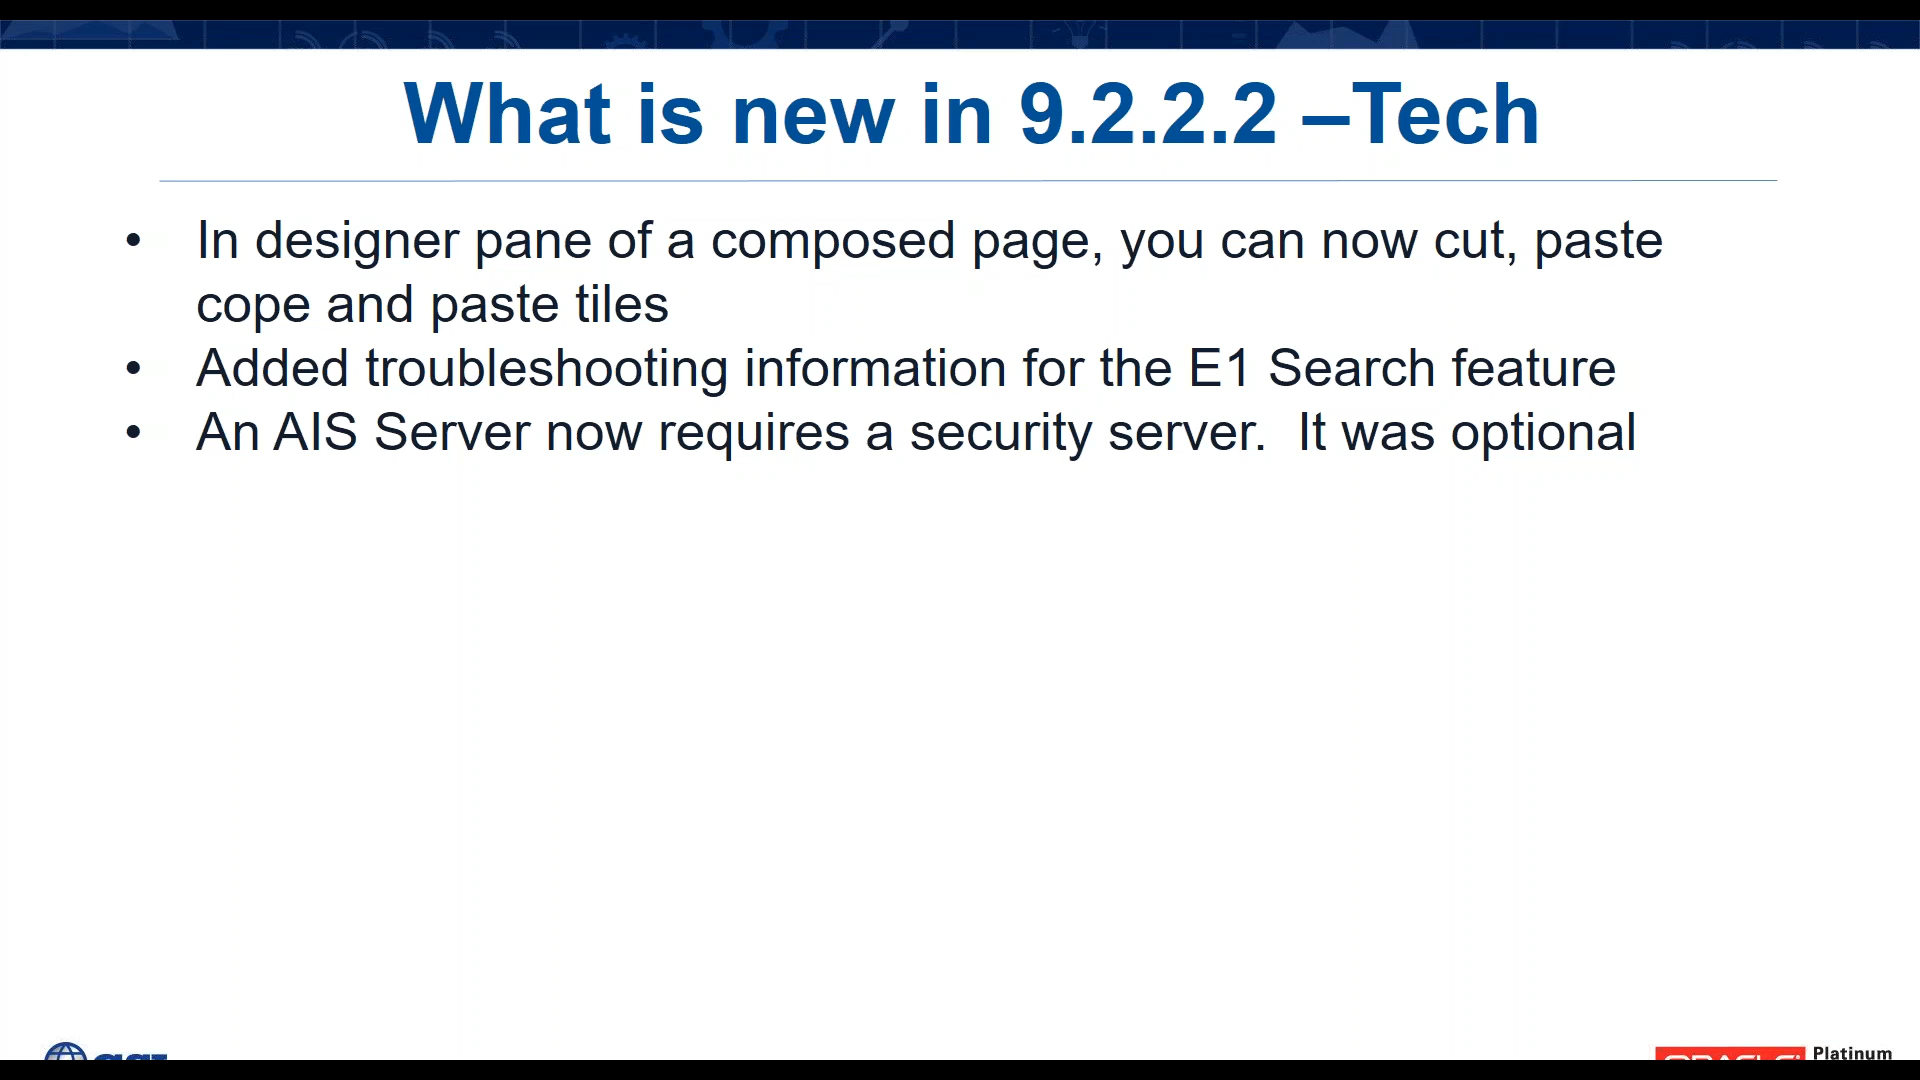 What is new in 9.2.2.2 –Tech
• In designer pane of a composed page, you can now cut, paste
cope and paste tiles
• Added troubleshooting information for the E1 Search feature
• An AIS Server now requires a security server.  It was optional
ORACLE Platinum